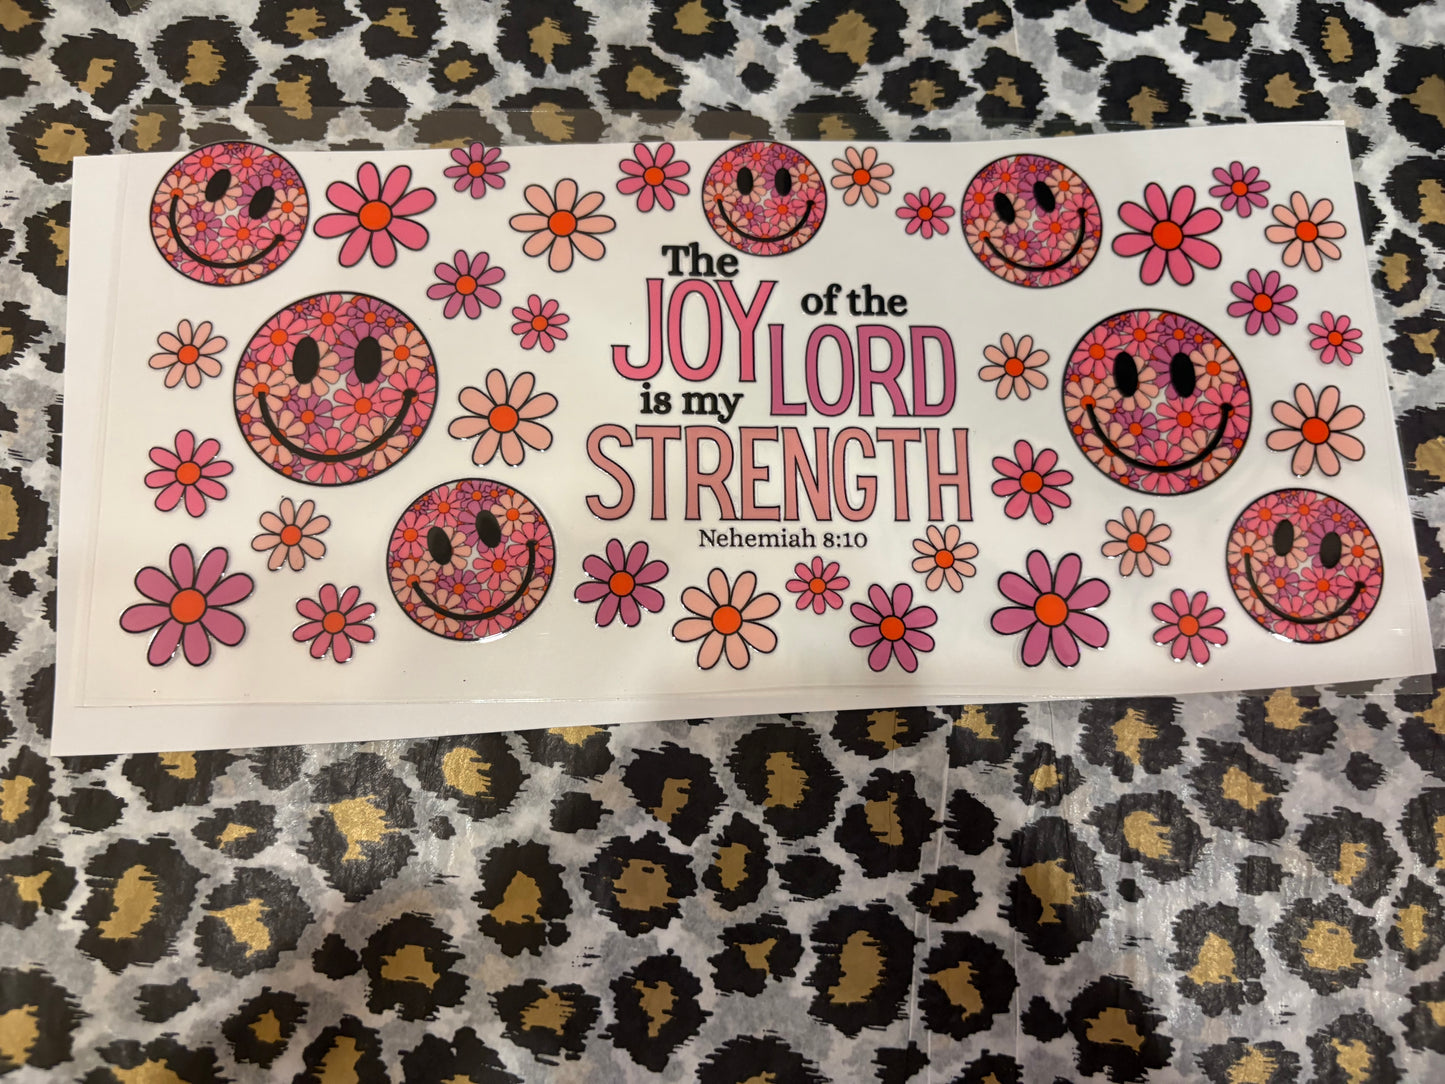 The
JOY of the
is my LORD
STRENGTH
Nehemiah 8:10